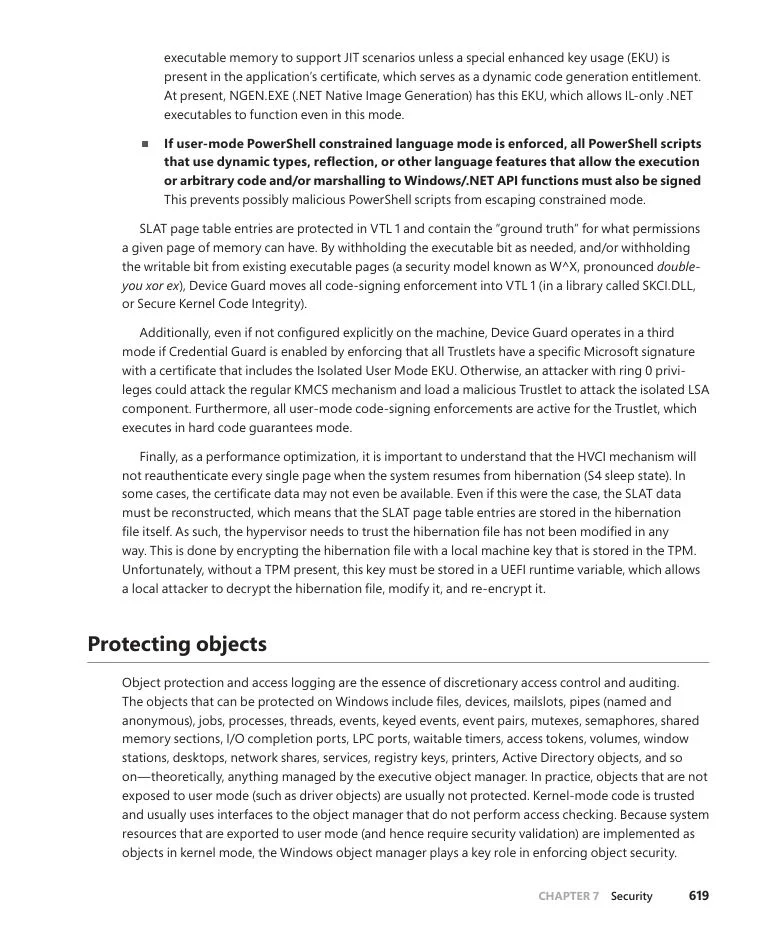 executable memory to support JIT scenarios unless a special enhanced key usage (EKU) is
present in the application's certificate, which serves as a dynamic code generation entitlement.
At present, NGEN.EXE (.NET Native Image Generation) has this EKU, which allows IL-only .NET
executables to function even in this mode.
■ If user-mode PowerShell constrained language mode is enforced, all PowerShell scripts
that use dynamic types, reflection, or other language features that allow the execution
or arbitrary code and/or marshalling to Windows/.NET API functions must also be signed
This prevents possibly malicious PowerShell scripts from escaping constrained mode.
SLAT page table entries are protected in VTL 1 and contain the “ground truth” for what permissions
a given page of memory can have. By withholding the executable bit as needed, and/or withholding
the writable bit from existing executable pages (a security model known as W^X, pronounced double-
you xor ex), Device Guard moves all code-signing enforcement into VTL 1 (in a library called SKCI.DLL,
or Secure Kernel Code Integrity).
Additionally, even if not configured explicitly on the machine, Device Guard operates in a third
mode if Credential Guard is enabled by enforcing that all Trustlets have a specific Microsoft signature
with a certificate that includes the Isolated User Mode EKU. Otherwise, an attacker with ring 0 privi-
leges could attack the regular KMCS mechanism and load a malicious Trustlet to attack the isolated LSA
component. Furthermore, all user-mode code-signing enforcements are active for the Trustlet, which
executes in hard code guarantees mode.
Finally, as a performance optimization, it is important to understand that the HVCI mechanism will
not reauthenticate every single page when the system resumes from hibernation (S4 sleep state). In
some cases, the certificate data may not even be available. Even if this were the case, the SLAT data
must be reconstructed, which means that the SLAT page table entries are stored in the hibernation
file itself. As such, the hypervisor needs to trust the hibernation file has not been modified in any
way. This is done by encrypting the hibernation file with a local machine key that is stored in the TPM.
Unfortunately, without a TPM present, this key must be stored in a UEFI runtime variable, which allows
a local attacker to decrypt the hibernation file, modify it, and re-encrypt it.
Protecting objects
Object protection and access logging are the essence of discretionary access control and auditing.
The objects that can be protected on Windows include files, devices, mailslots, pipes (named and
anonymous), jobs, processes, threads, events, keyed events, event pairs, mutexes, semaphores, shared
memory sections, I/O completion ports, LPC ports, waitable timers, access tokens, volumes, window
stations, desktops, network shares, services, registry keys, printers, Active Directory objects, and so
on—theoretically, anything managed by the executive object manager. In practice, objects that are not
exposed to user mode (such as driver objects) are usually not protected. Kernel-mode code is trusted
and usually uses interfaces to the object manager that do not perform access checking. Because system
resources that are exported to user mode (and hence require security validation) are implemented as
objects in kernel mode, the Windows object manager plays a key role in enforcing object security.
CHAPTER 7 Security 619